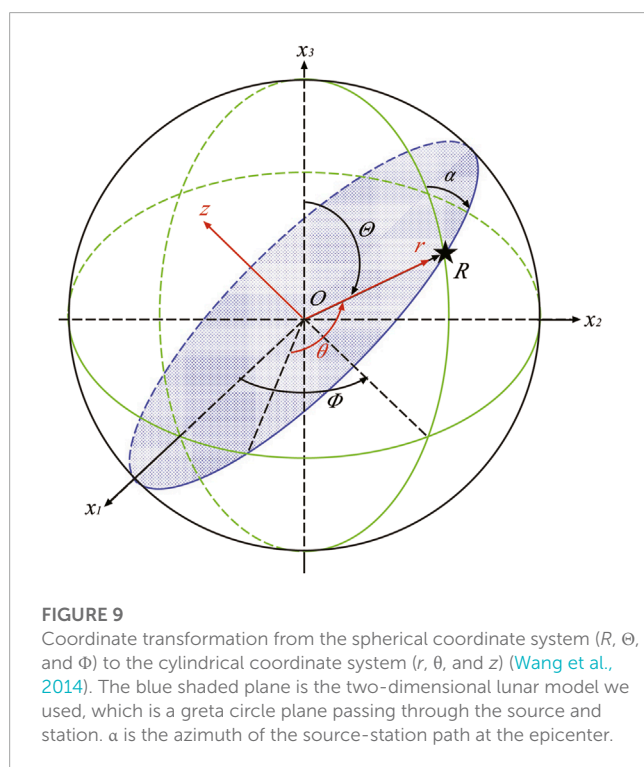 x3
α
z
Θ
r
R
O
x2
θ
Φ
x1
FIGURE 9
Coordinate transformation from the spherical coordinate system (R, Θ,
and Φ) to the cylindrical coordinate system (r, θ, and z) (Wang et al.,
2014). The blue shaded plane is the two-dimensional lunar model we
used, which is a greta circle plane passing through the source and
station. α is the azimuth of the source-station path at the epicenter.